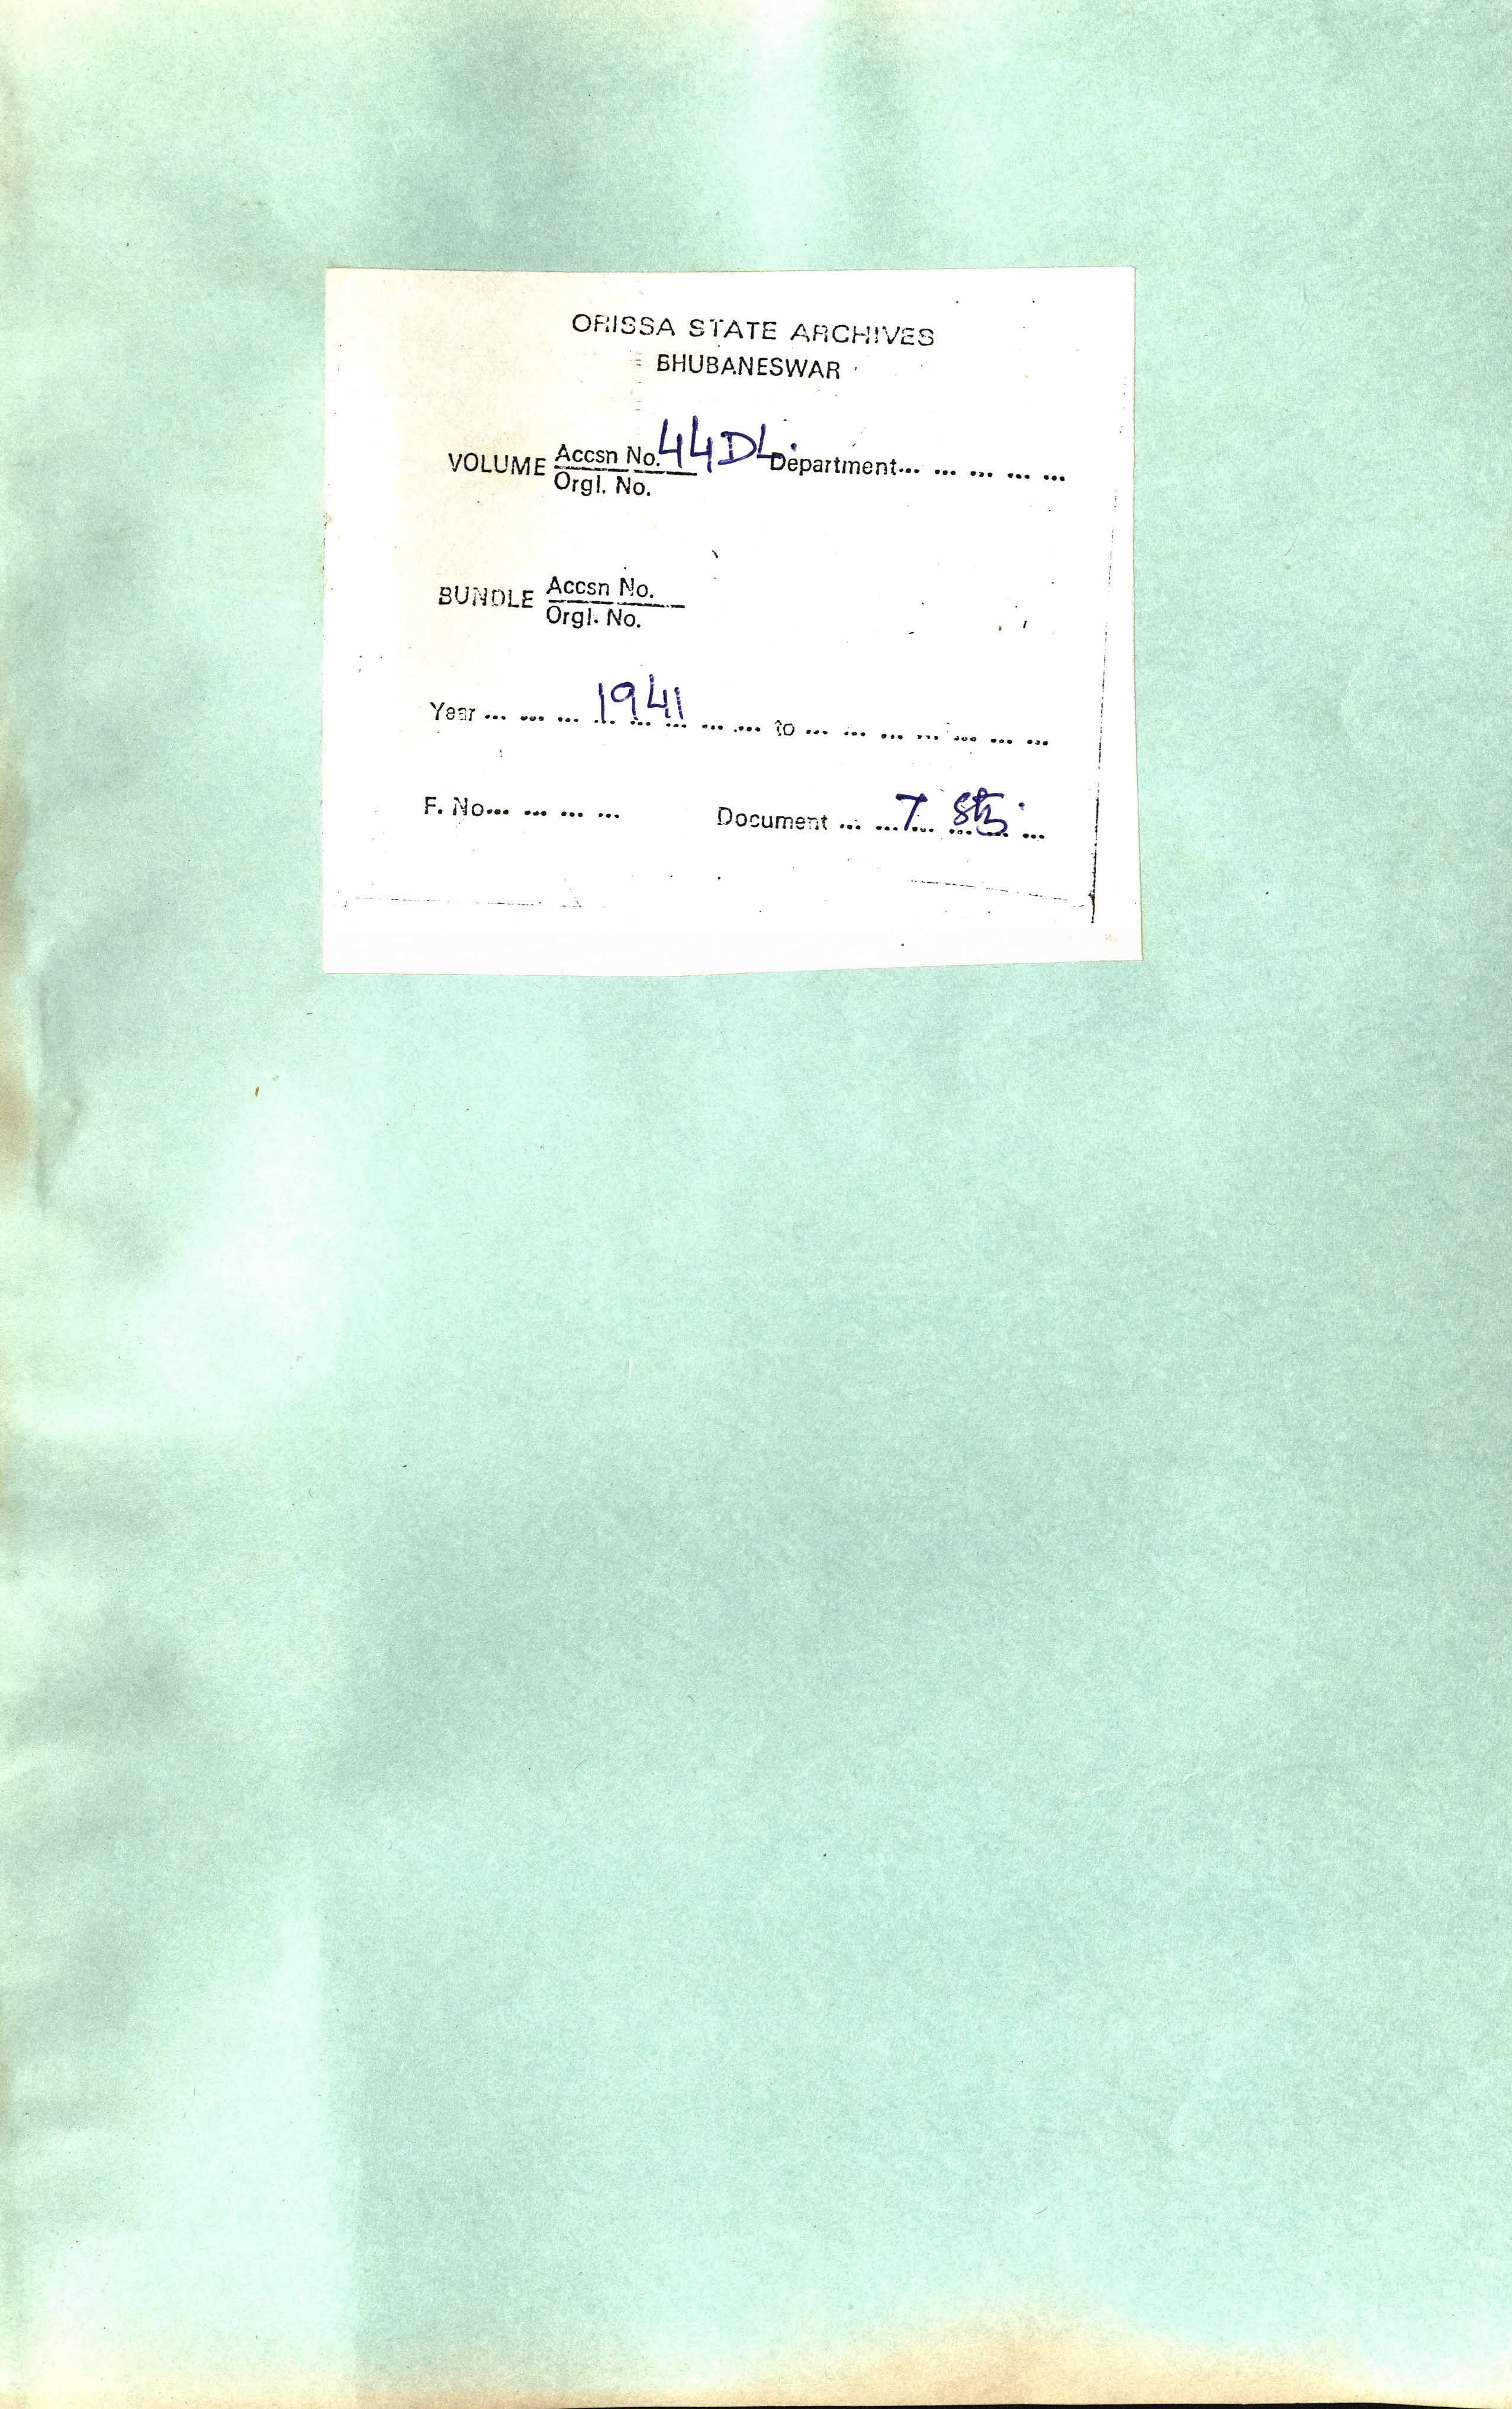 ORISSA STATE ARCHIVES
BHUBANESWAR
VOLUME Accsn No. 44DL. Department... ... ... ... ...
Orgl. No.
BUNDLE Accsn No.
Orgl. No.
Year ... ... ... ... 1941 ... ... ... ... to ... ... ... ... ... ... ...
F. No... ... ... ... Document ... ... T. ... ...